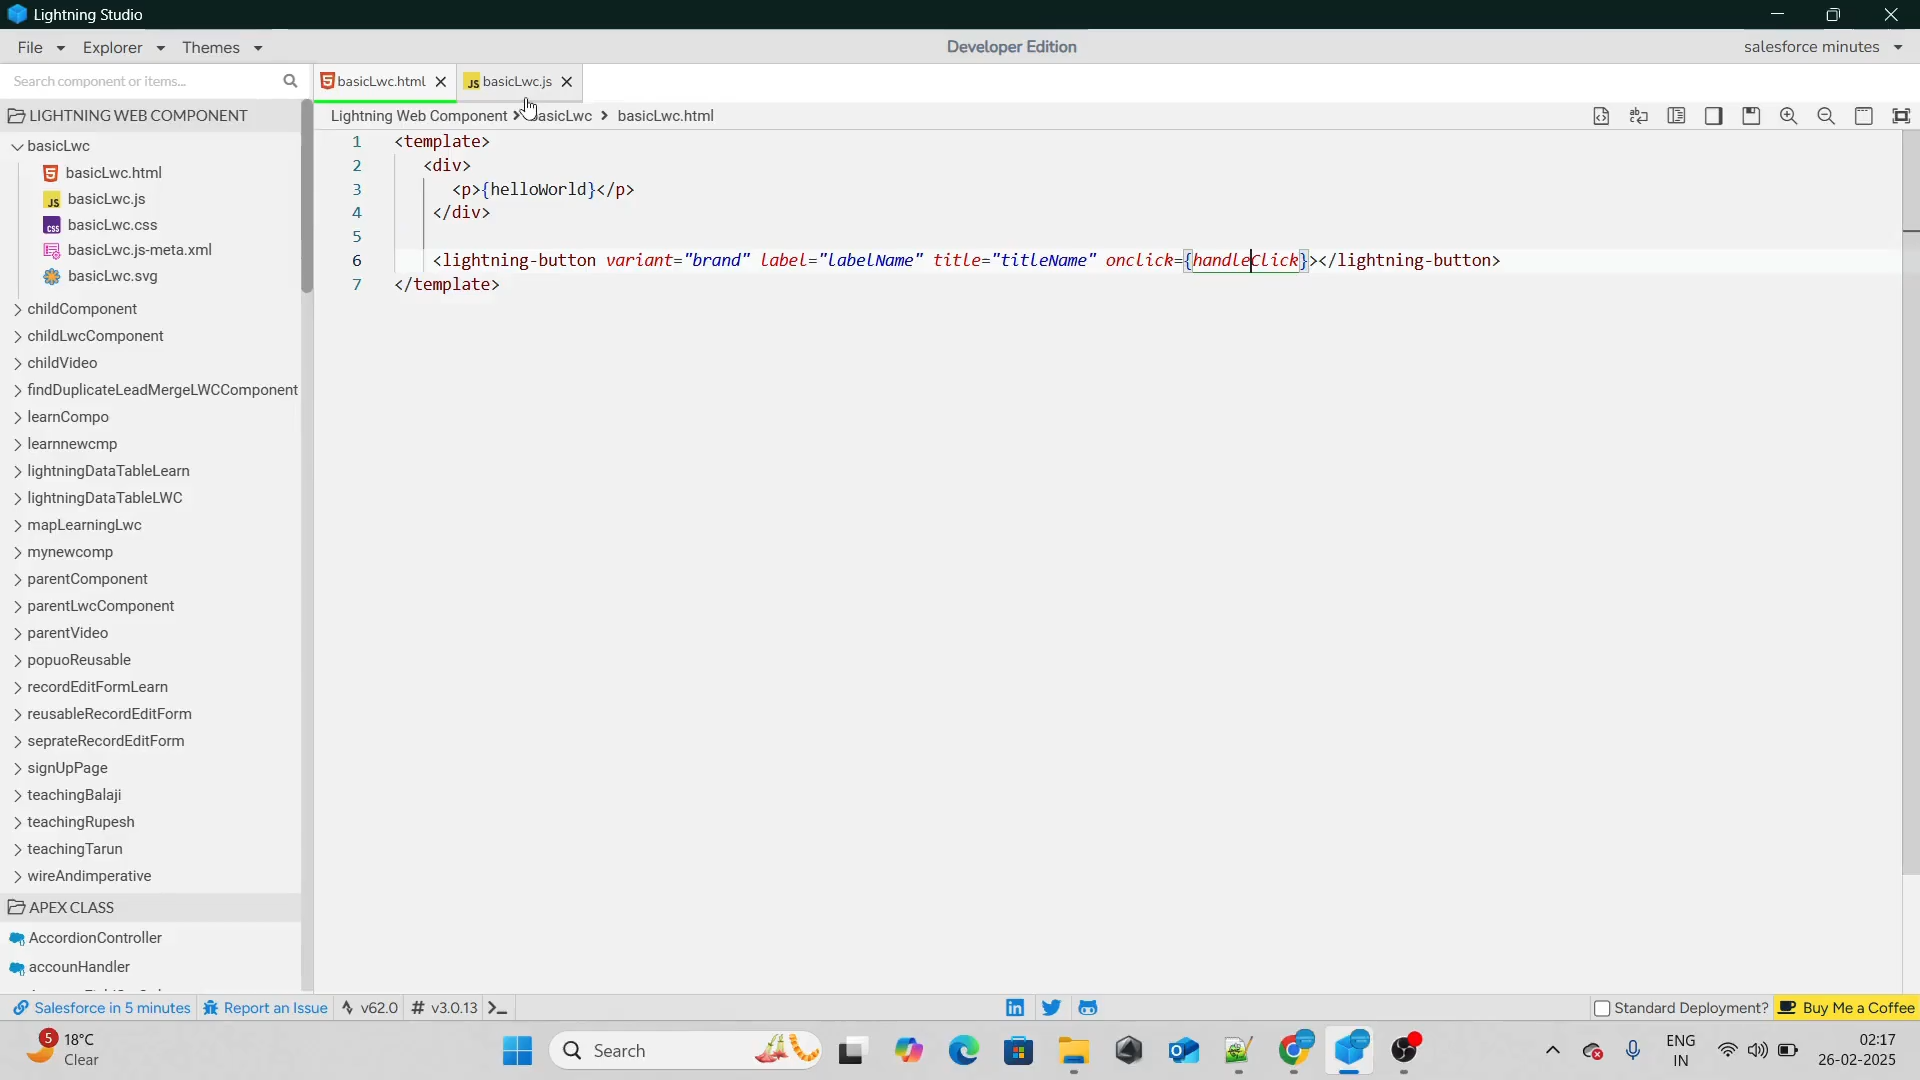 Lightning Studio
File Explorer Themes
Developer Edition
salesforce minutes
Search component or items...
basicLwc.html
basicLwc.js
LIGHTNING WEB COMPONENT
Lightning Web Component > basicLwc > basicLwc.html
basicLwc
basicLwc.html
basicLwc.js
basicLwc.css
basicLwc.js-meta.xml
basicLwc.svg
childComponent
childLwcComponent
childVideo
findDuplicateLeadMergeLWCComponent
learnCompo
learnnewcmp
lightningDataTableLearn
lightningDataTableLWC
mapLearningLwc
mynewcomp
parentComponent
parentLwcComponent
parentVideo
popuoReusable
recordEditFormLearn
reusableRecordEditForm
seprateRecordEditForm
signUpPage
teachingBalaji
teachingRupesh
teachingTarun
wireAndimperative
APEX CLASS
AccordionController
accounHandler
1 <template>
2 <div>
3 <p>{helloWorld}</p>
4 </div>
5
6 <lightning-button variant="brand" label="labelName" title="titleName" onclick={handleClick}></lightning-button>
7 </template>
Salesforce in 5 minutes Report an Issue v62.0 # v3.0.13
Standard Deployment? Buy Me a Coffee
5
18°C
Clear
Search
ENG
IN
02:17
26-02-2025